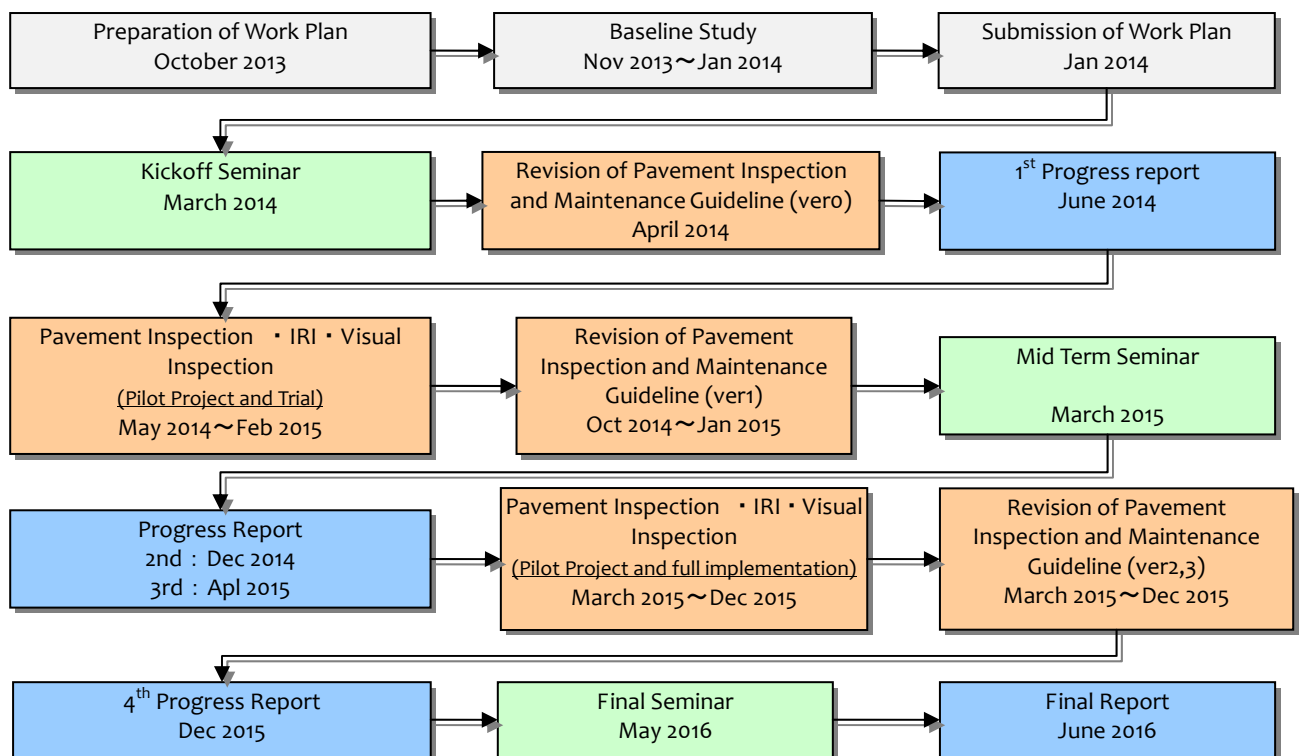 Preparation of Work Plan
October 2013
Baseline Study
Nov 2013～Jan 2014
Submission of Work Plan
Jan 2014
Kickoff Seminar
March 2014
Revision of Pavement Inspection
and Maintenance Guideline (ver0)
April 2014
1st Progress report
June 2014
Pavement Inspection ・IRI・Visual
Inspection
(Pilot Project and Trial)
May 2014～Feb 2015
Revision of Pavement
Inspection and Maintenance
Guideline (ver1)
Oct 2014～Jan 2015
Mid Term Seminar
March 2015
Progress Report
2nd : Dec 2014
3rd : Apl 2015
Pavement Inspection ・IRI・Visual
Inspection
(Pilot Project and full implementation)
March 2015～Dec 2015
Revision of Pavement
Inspection and Maintenance
Guideline (ver2,3)
March 2015～Dec 2015
4th Progress Report
Dec 2015
Final Seminar
May 2016
Final Report
June 2016